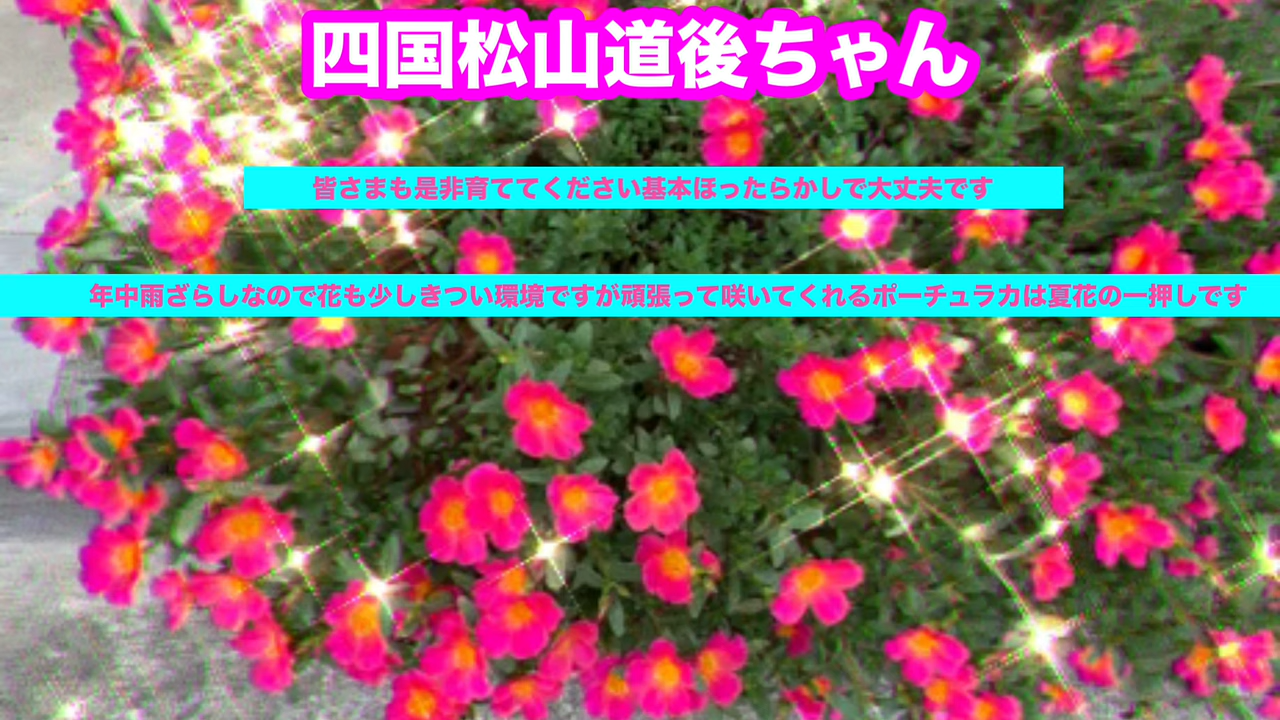 四国松山道後ちゃん
皆さまも是非育ててください基本ほったらかしで大丈夫です
年中雨ざらしなので花も少しきつい環境ですが頑張って咲いてくれるポーチュラカは夏花の一押しです